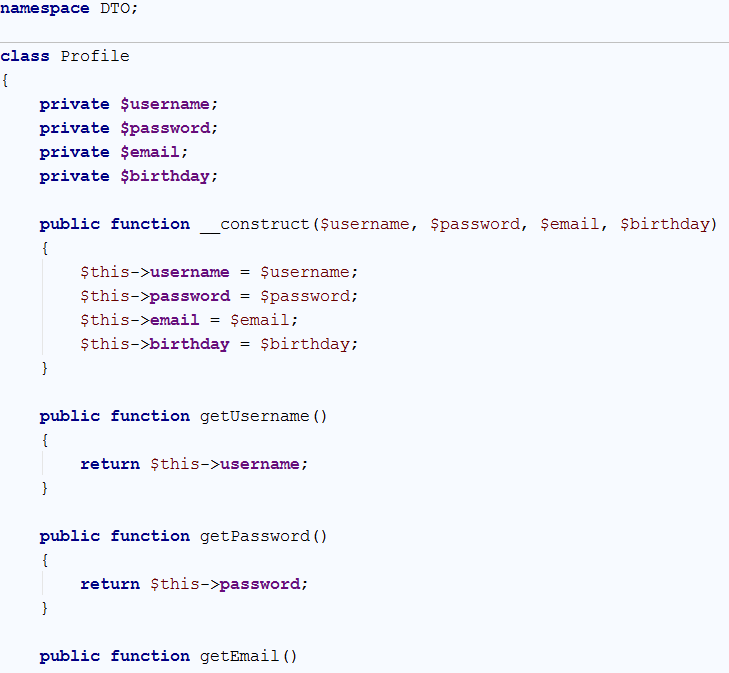 namespace DTO;
class Profile
{
    private $username;
    private $password;
    private $email;
    private $birthday;
    public function __construct($username, $password, $email, $birthday)
    {
        $this->username = $username;
        $this->password = $password;
        $this->email = $email;
        $this->birthday = $birthday;
    }
    public function getUsername()
    {
        return $this->username;
    }
    public function getPassword()
    {
        return $this->password;
    }
    public function getEmail()